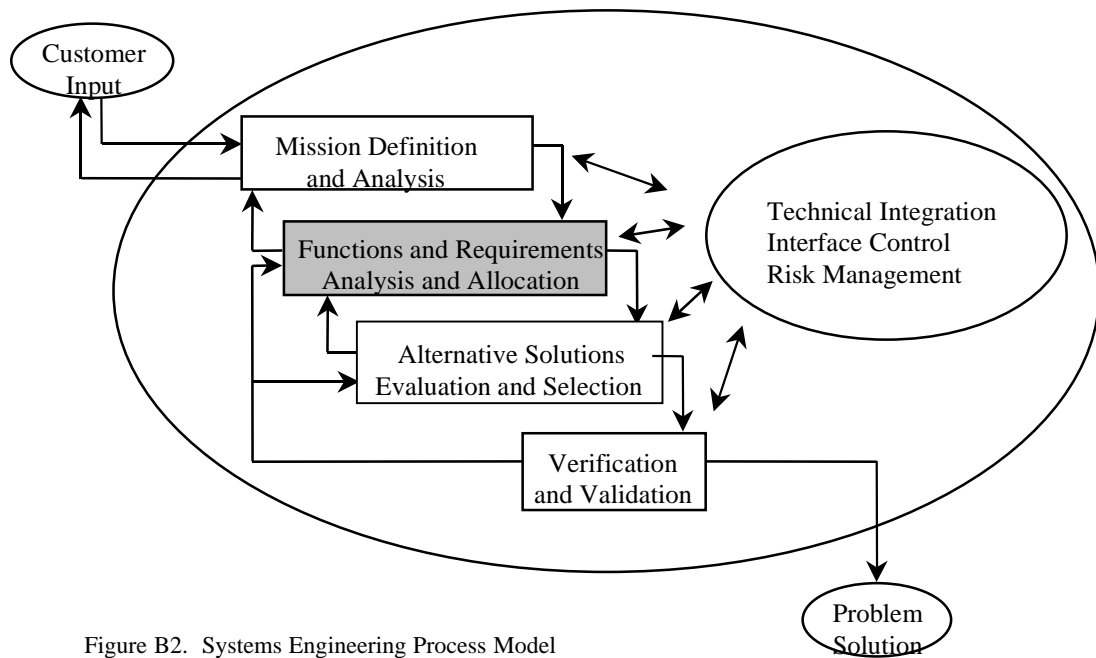 Customer
Input
Mission Definition
and Analysis
Technical Integration
Interface Control
Risk Management
Functions and Requirements
Analysis and Allocation
Alternative Solutions
Evaluation and Selection
Verification
and Validation
Problem
Solution
Figure B2. Systems Engineering Process Model